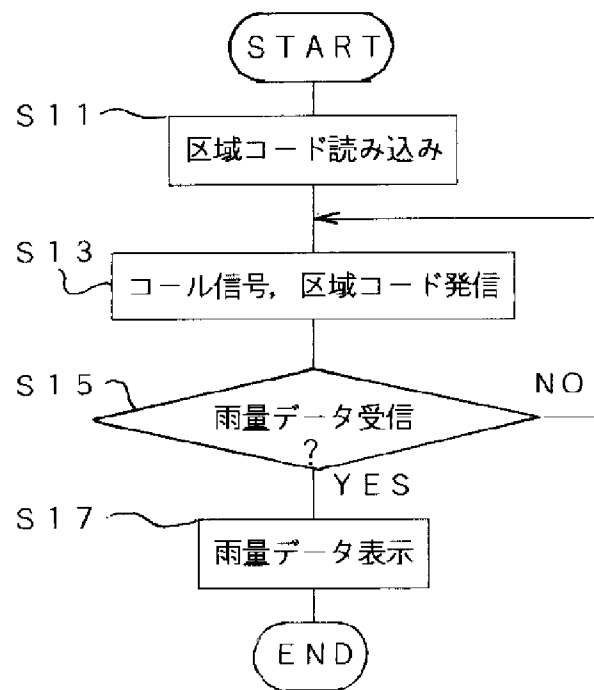 START
S11
区域コード読み込み
S13
コール信号，区域コード発信
S15
雨量データ受信
?
NO
YES
S17
雨量データ表示
END